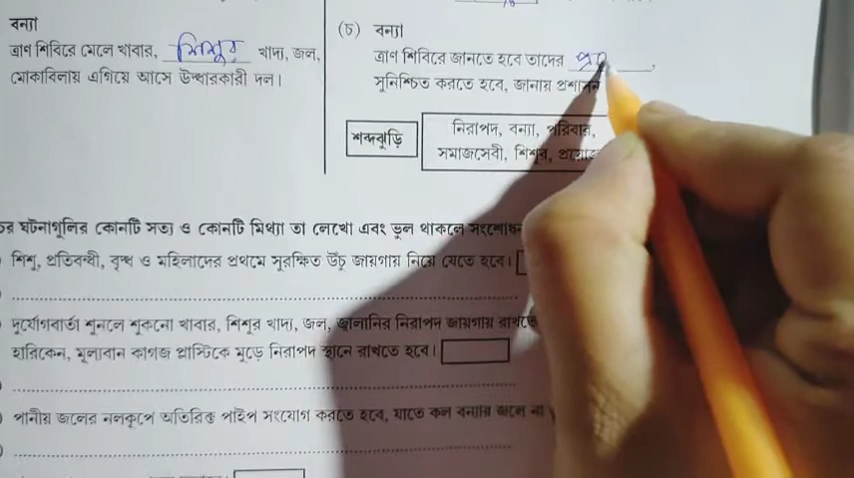 বন্যা
ত্রাণ শিবিরে মেলে খাবার, শিশুর খাদ্য, জল,
মোকাবিলায় এগিয়ে আসে উদ্ধারকারী দল।
(চ) বন্যা
ত্রাণ শিবিরে জানতে হবে তাদের
সুনিশ্চিত করতে হবে, জানায় প্রশাসন
শব্দঝুড়ি
নিরাপদ, বন্যা, পরিবার,
সমাজসেবী, শিশুর,
ঘটনাগুলির কোনটি সত্য ও কোনটি মিথ্যা তা লেখো এবং ভুল থাকলে
শিশু, প্রতিবন্ধী, বৃদ্ধ ও মহিলাদের প্রথমে সুরক্ষিত উঁচু জায়গায় নিয়ে যেতে হবে।
দুর্যোগবার্তা শুনলে শুকনো খাবার, শিশুর খাদ্য, জল, জ্বালানির নিরাপদ জায়গায় রাখতে
হারিকেন, মূল্যবান কাগজ প্লাস্টিকে মুড়ে নিরাপদ স্থানে রাখতে হবে।
পানীয় জলের নলকূপে অতিরিক্ত পাইপ সংযোগ করতে হবে, যাতে কল বন্যার জলে না